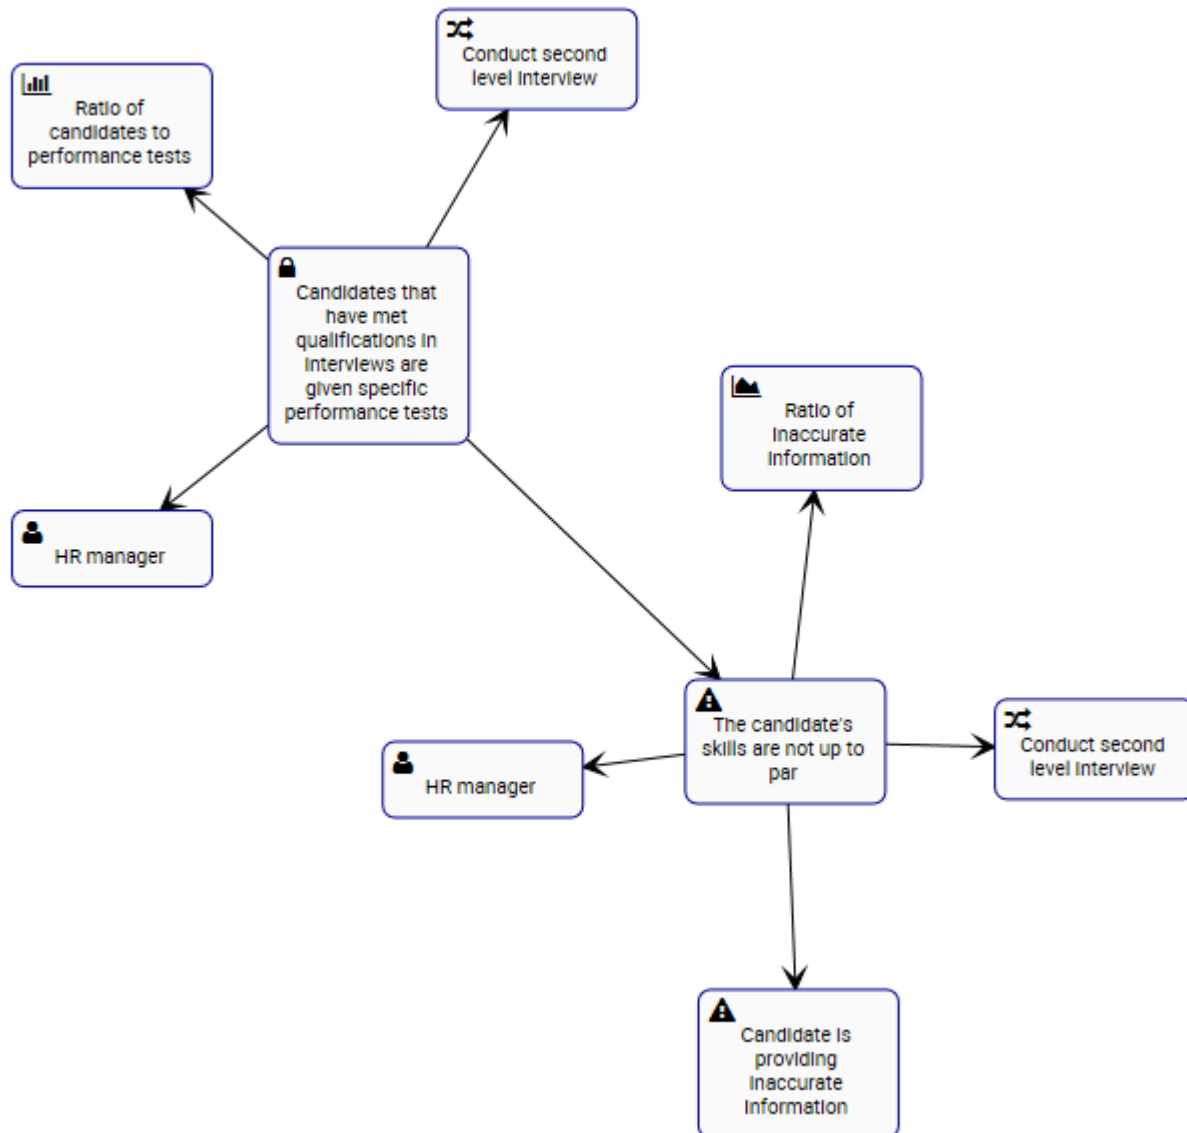 Conduct second
level interview
Ratio of
candidates to
performance tests
Candidates that
have met
qualifications in
interviews are
given specific
performance tests
Ratio of
inaccurate
information
HR manager
The candidate's
skills are not up to
par
Conduct second
level interview
HR manager
Candidate is
providing
inaccurate
information